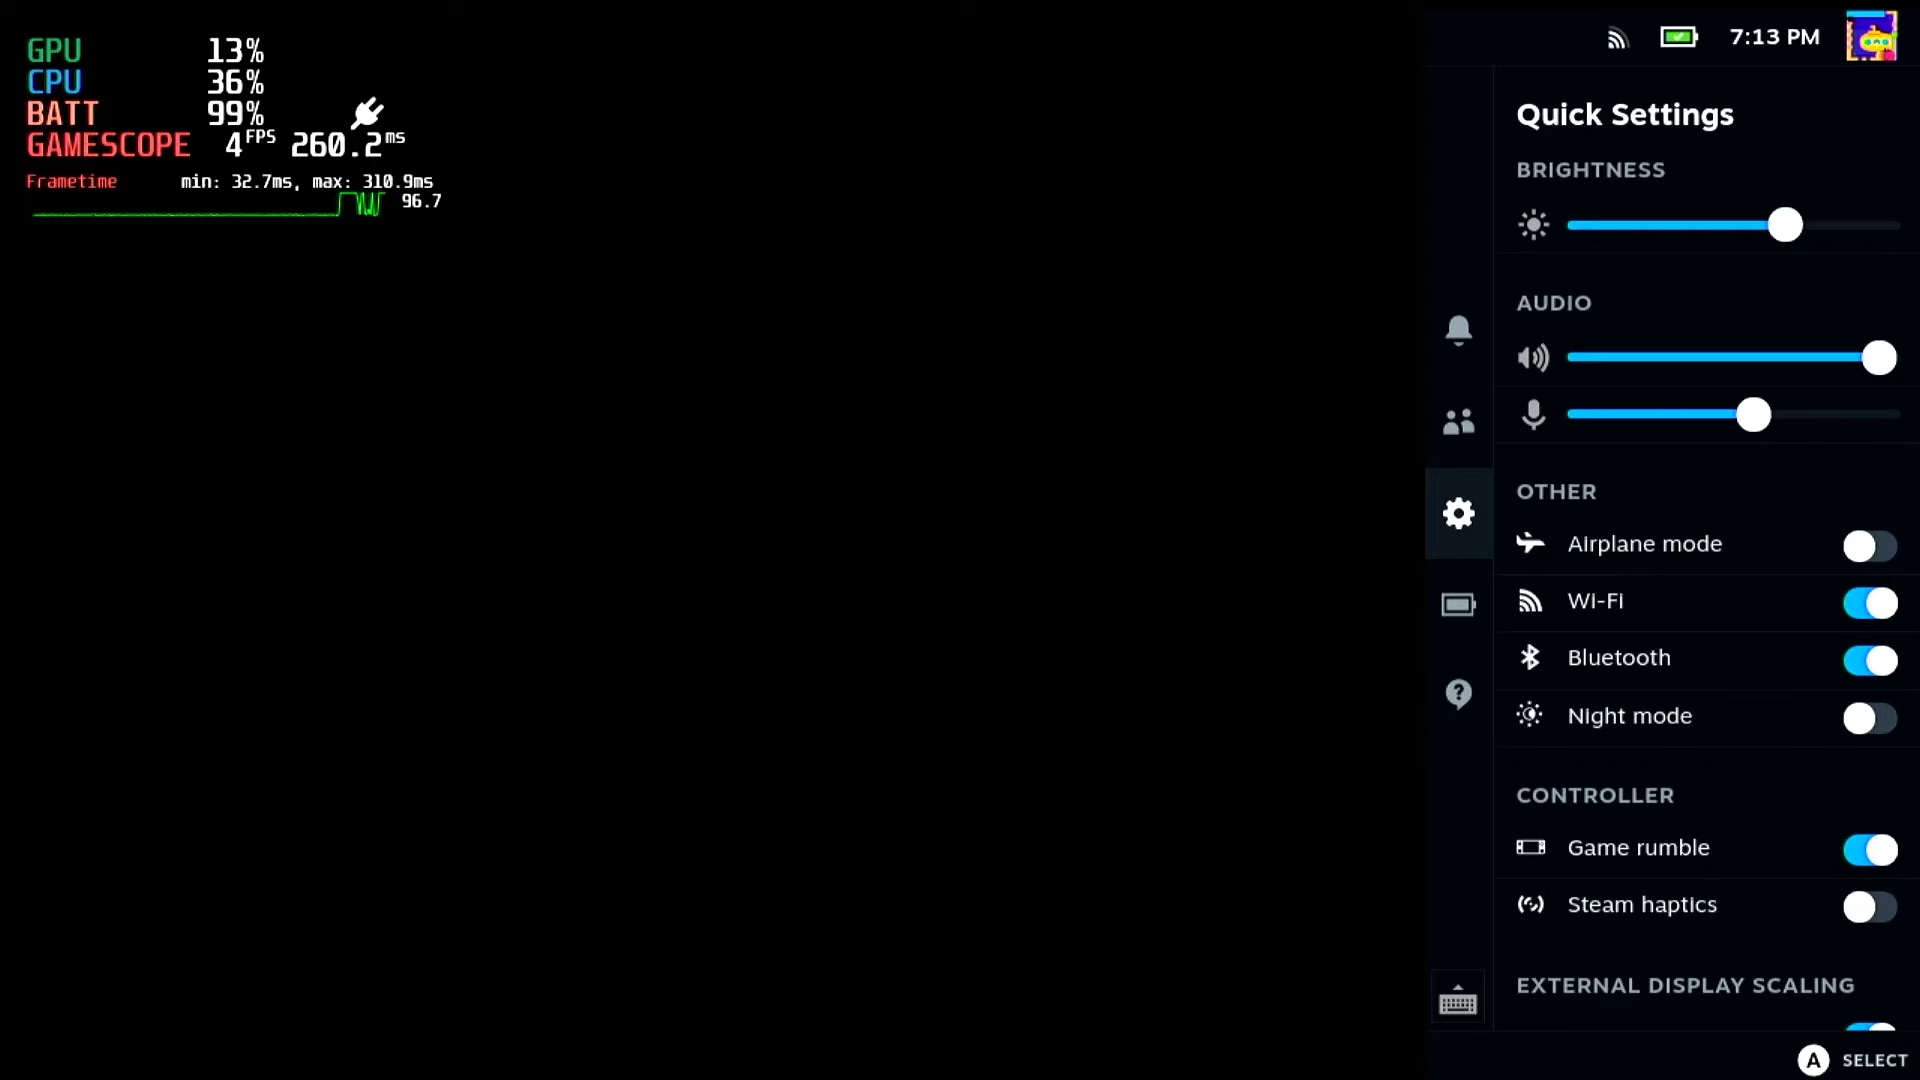 GPU 13%
CPU 36%
BATT 99%
GAMESCOPE 4 FPS 260.2 ms
Frametime min: 32.7ms, max: 310.9ms
96.7
7:13 PM
Quick Settings
BRIGHTNESS
AUDIO
OTHER
Airplane mode
Wi-Fi
Bluetooth
Night mode
CONTROLLER
Game rumble
Steam haptics
EXTERNAL DISPLAY SCALING
A SELECT